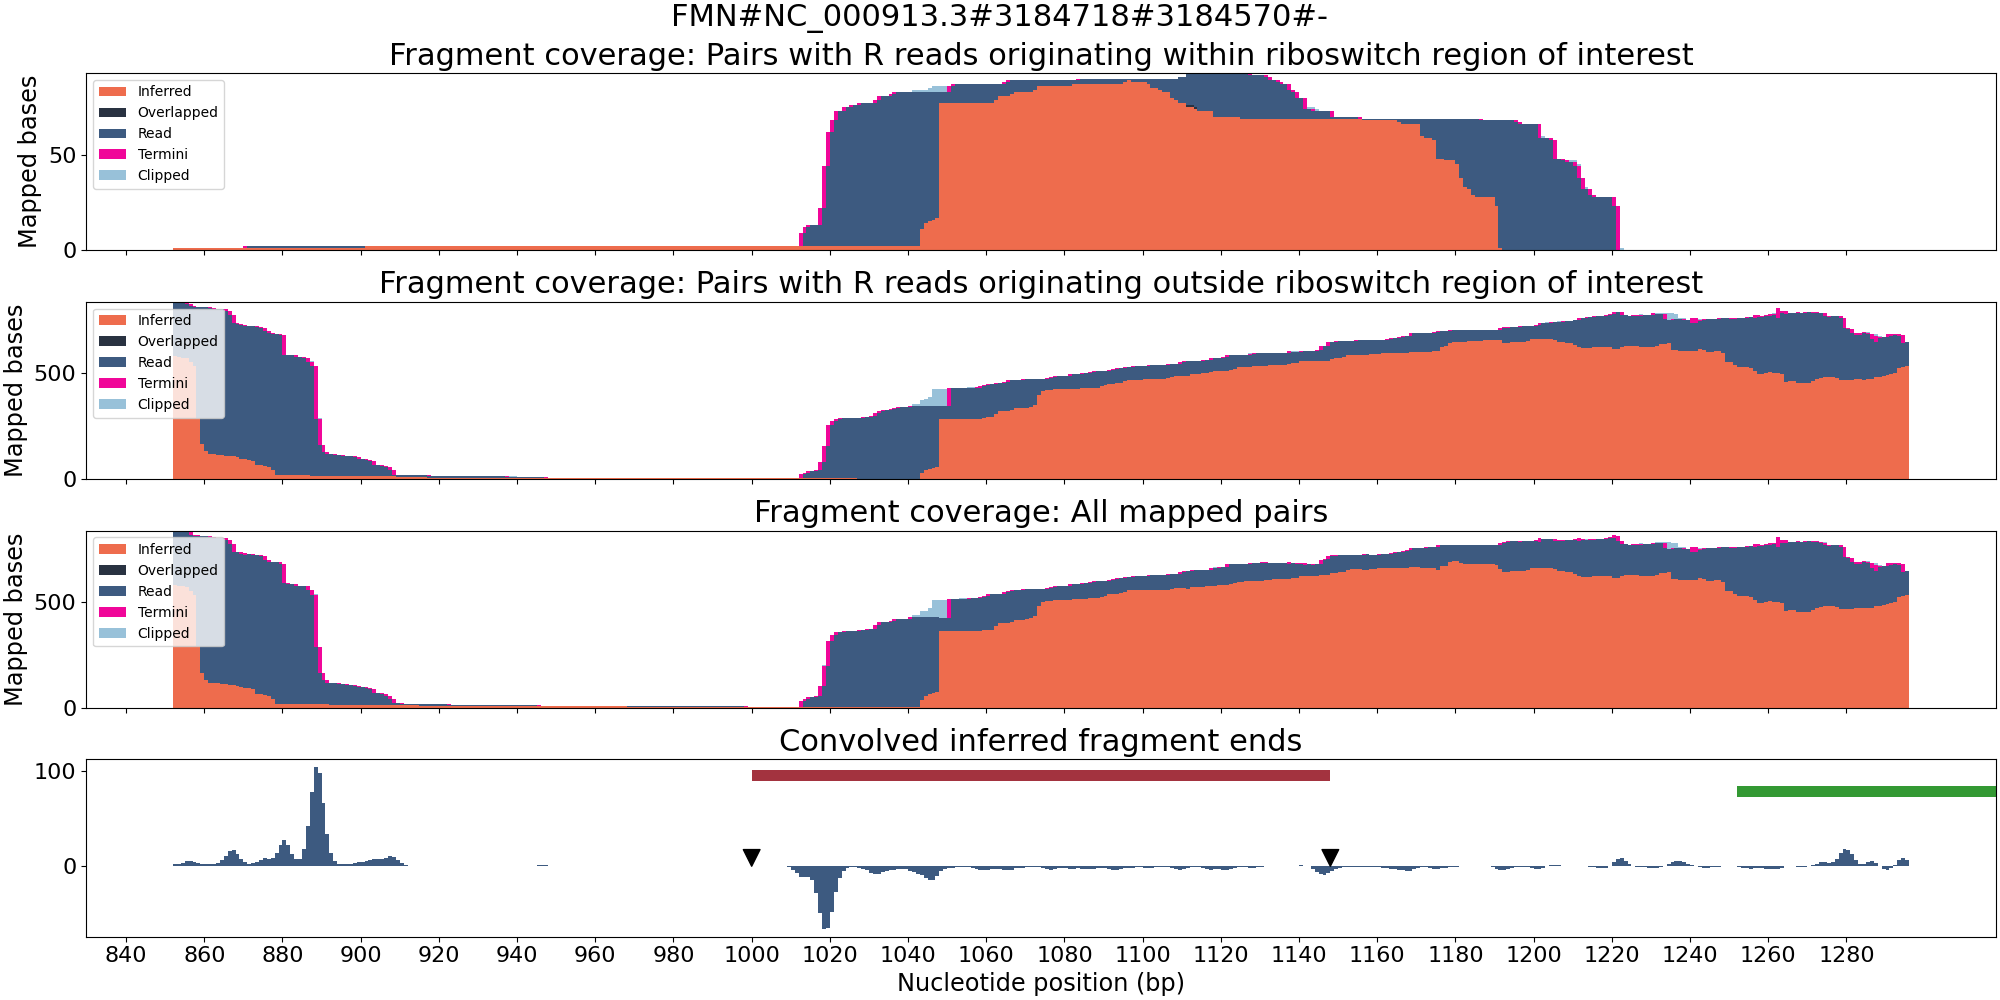 FMN#NC_000913.3#3184718#3184570#-
Fragment coverage: Pairs with R reads originating within riboswitch region of interest
Mapped bases
50
0
Inferred
Overlapped
Read
Termini
Clipped
Fragment coverage: Pairs with R reads originating outside riboswitch region of interest
Mapped bases
500
0
Inferred
Overlapped
Read
Termini
Clipped
Fragment coverage: All mapped pairs
Mapped bases
500
0
Inferred
Overlapped
Read
Termini
Clipped
Convolved inferred fragment ends
100
0
840 860 880 900 920 940 960 980 1000 1020 1040 1060 1080 1100 1120 1140 1160 1180 1200 1220 1240 1260 1280
Nucleotide position (bp)